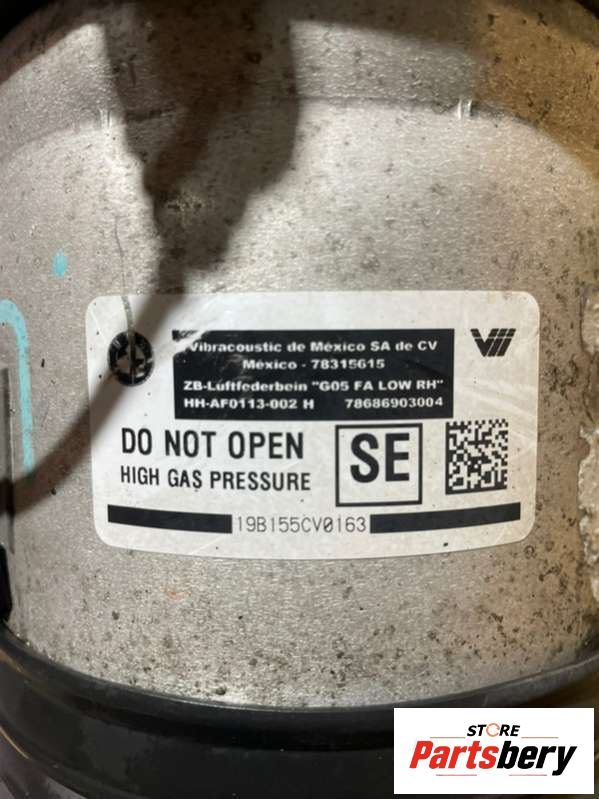 Vibracoustic de México SA de CV
México - 78315615
ZB-Luftfederbein "G05 FA LOW RH"
HH-AF0113-002 H 78686903004
DO NOT OPEN
HIGH GAS PRESSURE
SE
19B155CV0163
STORE
Partsbery